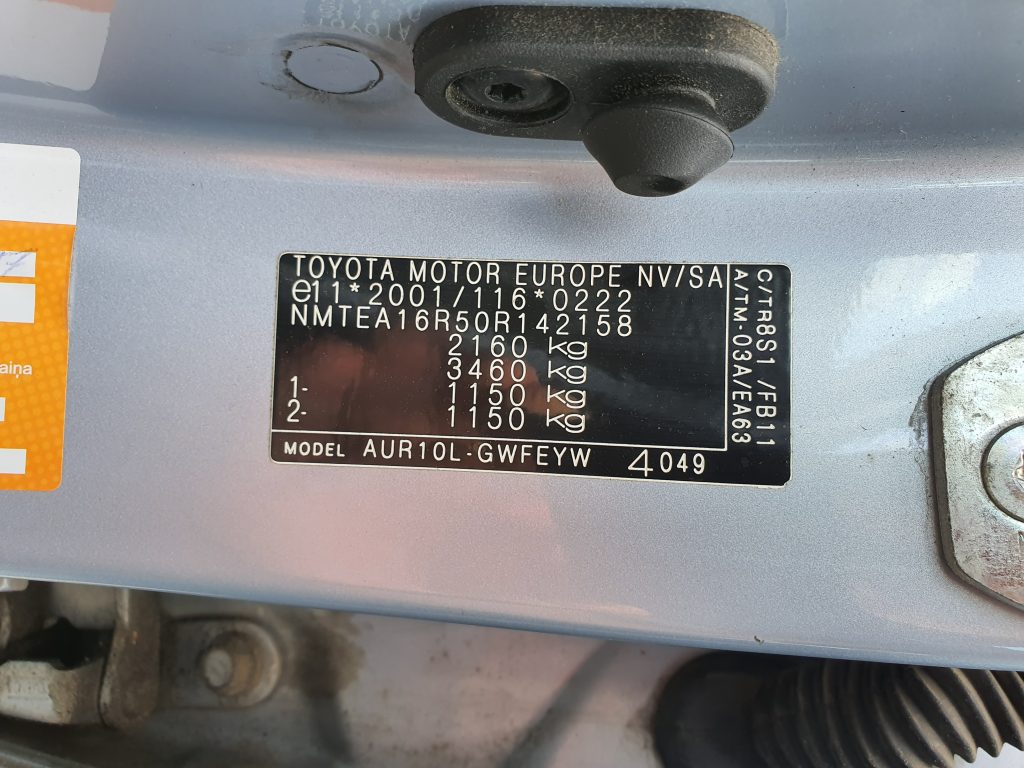 TOYOTA MOTOR EUROPE NV/SA
e11*2001/116*0222
NMTEA16R50R142158
2160 kg
3460 kg
1- 1150 kg
2- 1150 kg
MODEL AUR10L-GWFEYW 4049
C/TR8S1 /FB11
A/TM-03A/EA63
aiņa